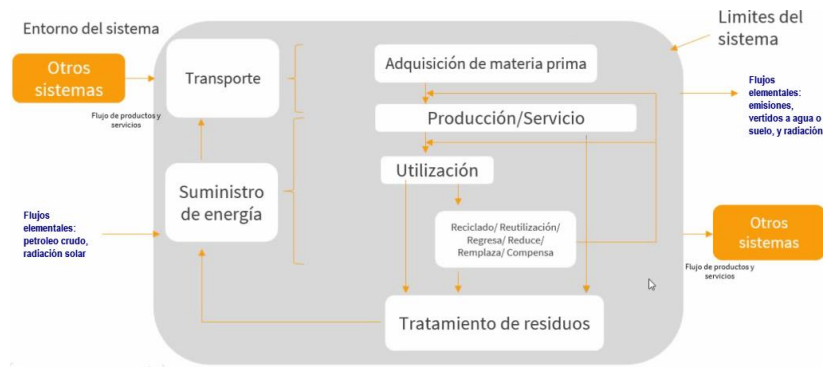 Entorno del sistema
Limites del
sistema
Otros
sistemas
Transporte
Adquisición de materia prima
Flujo de productos y
servicios
Producción/Servicio
Flujos
elementales:
emisiones,
vertidos a agua o
suelo, y radiación
Utilización
Suministro
de energía
Flujos
elementales:
petroleo crudo,
radiación solar
Reciclado/ Reutilización/
Regresa/ Reduce/
Remplaza/ Compensa
Otros
sistemas
Flujo de productos y
servicios
Tratamiento de residuos